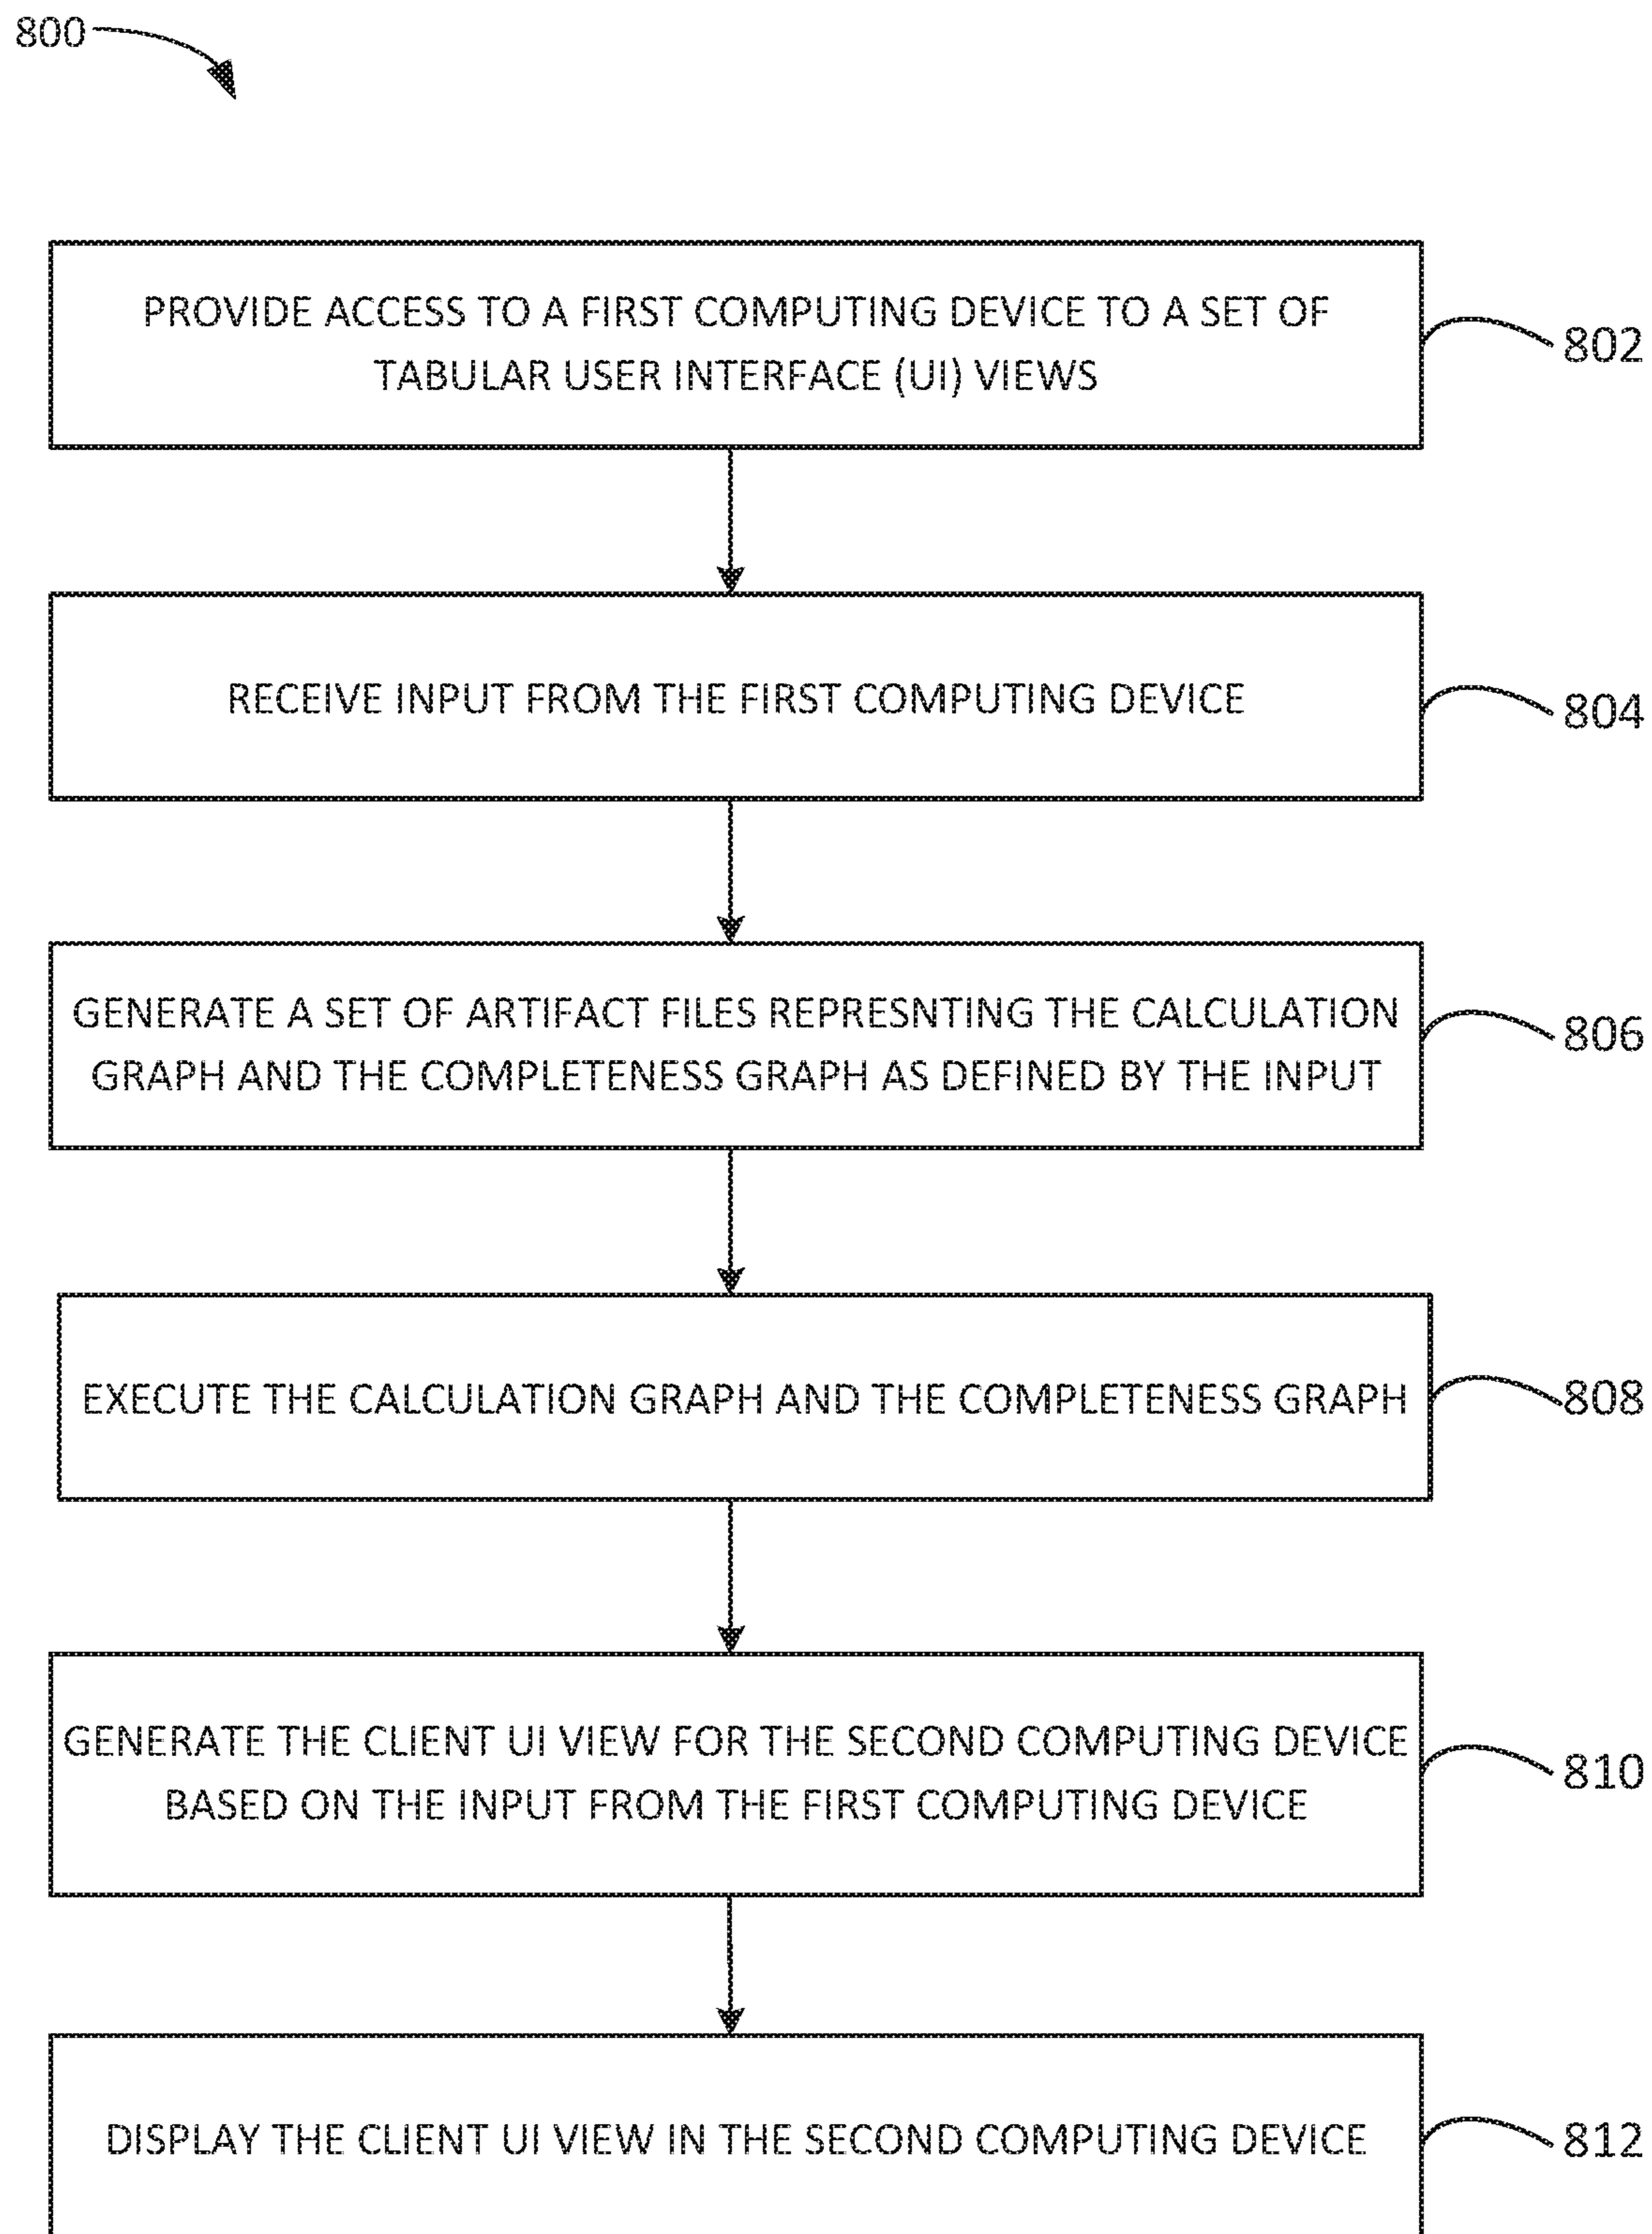 800
PROVIDE ACCESS TO A FIRST COMPUTING DEVICE TO A SET OF
TABULAR USER INTERFACE (UI) VIEWS
802
RECEIVE INPUT FROM THE FIRST COMPUTING DEVICE
804
GENERATE A SET OF ARTIFACT FILES REPRESNTING THE CALCULATION
GRAPH AND THE COMPLETENESS GRAPH AS DEFINED BY THE INPUT
806
EXECUTE THE CALCULATION GRAPH AND THE COMPLETENESS GRAPH
808
GENERATE THE CLIENT UI VIEW FOR THE SECOND COMPUTING DEVICE
BASED ON THE INPUT FROM THE FIRST COMPUTING DEVICE
810
DISPLAY THE CLIENT UI VIEW IN THE SECOND COMPUTING DEVICE
812